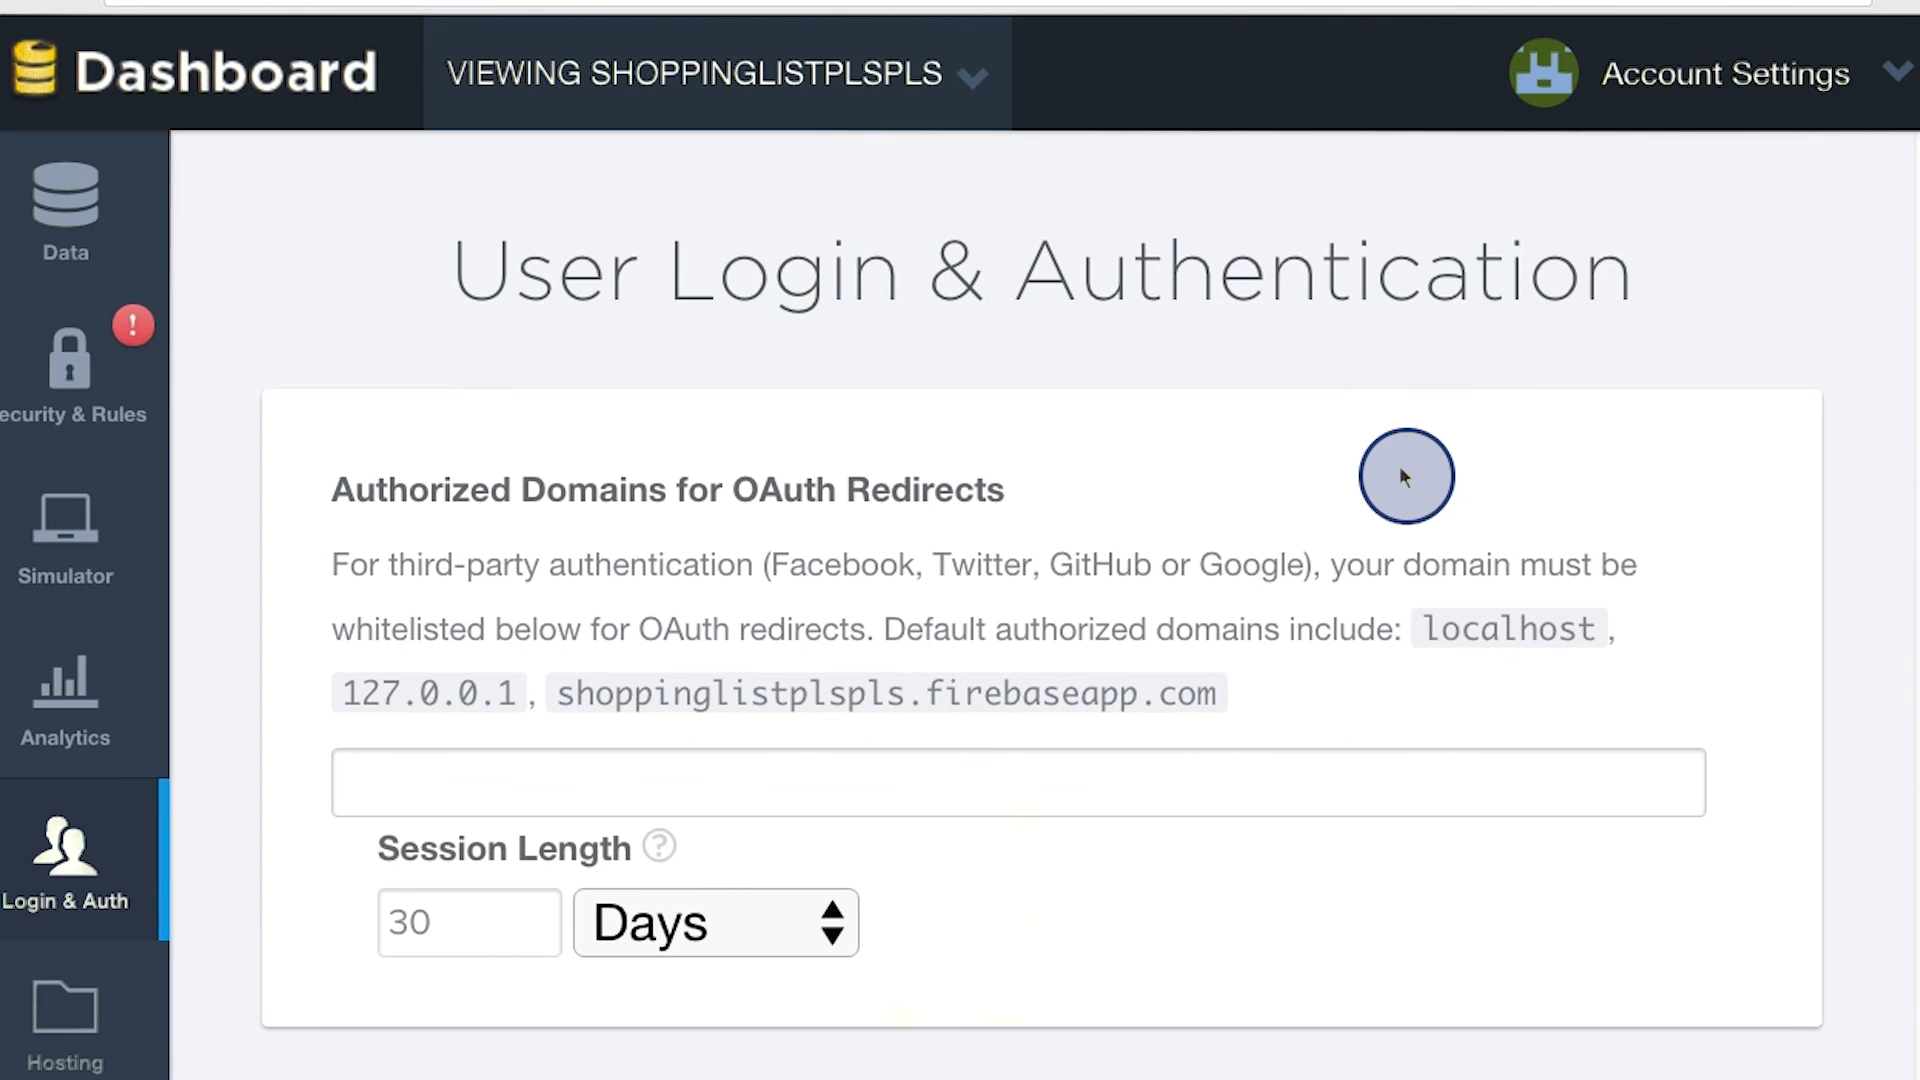 Dashboard
VIEWING SHOPPINGLISTPLSPLS
Account Settings
Data
!
ecurity & Rules
Simulator
Analytics
Login & Auth
Hosting
User Login & Authentication
Authorized Domains for OAuth Redirects
For third-party authentication (Facebook, Twitter, GitHub or Google), your domain must be
whitelisted below for OAuth redirects. Default authorized domains include: localhost,
127.0.0.1, shoppinglistplspls.firebaseapp.com
Session Length ?
30 Days